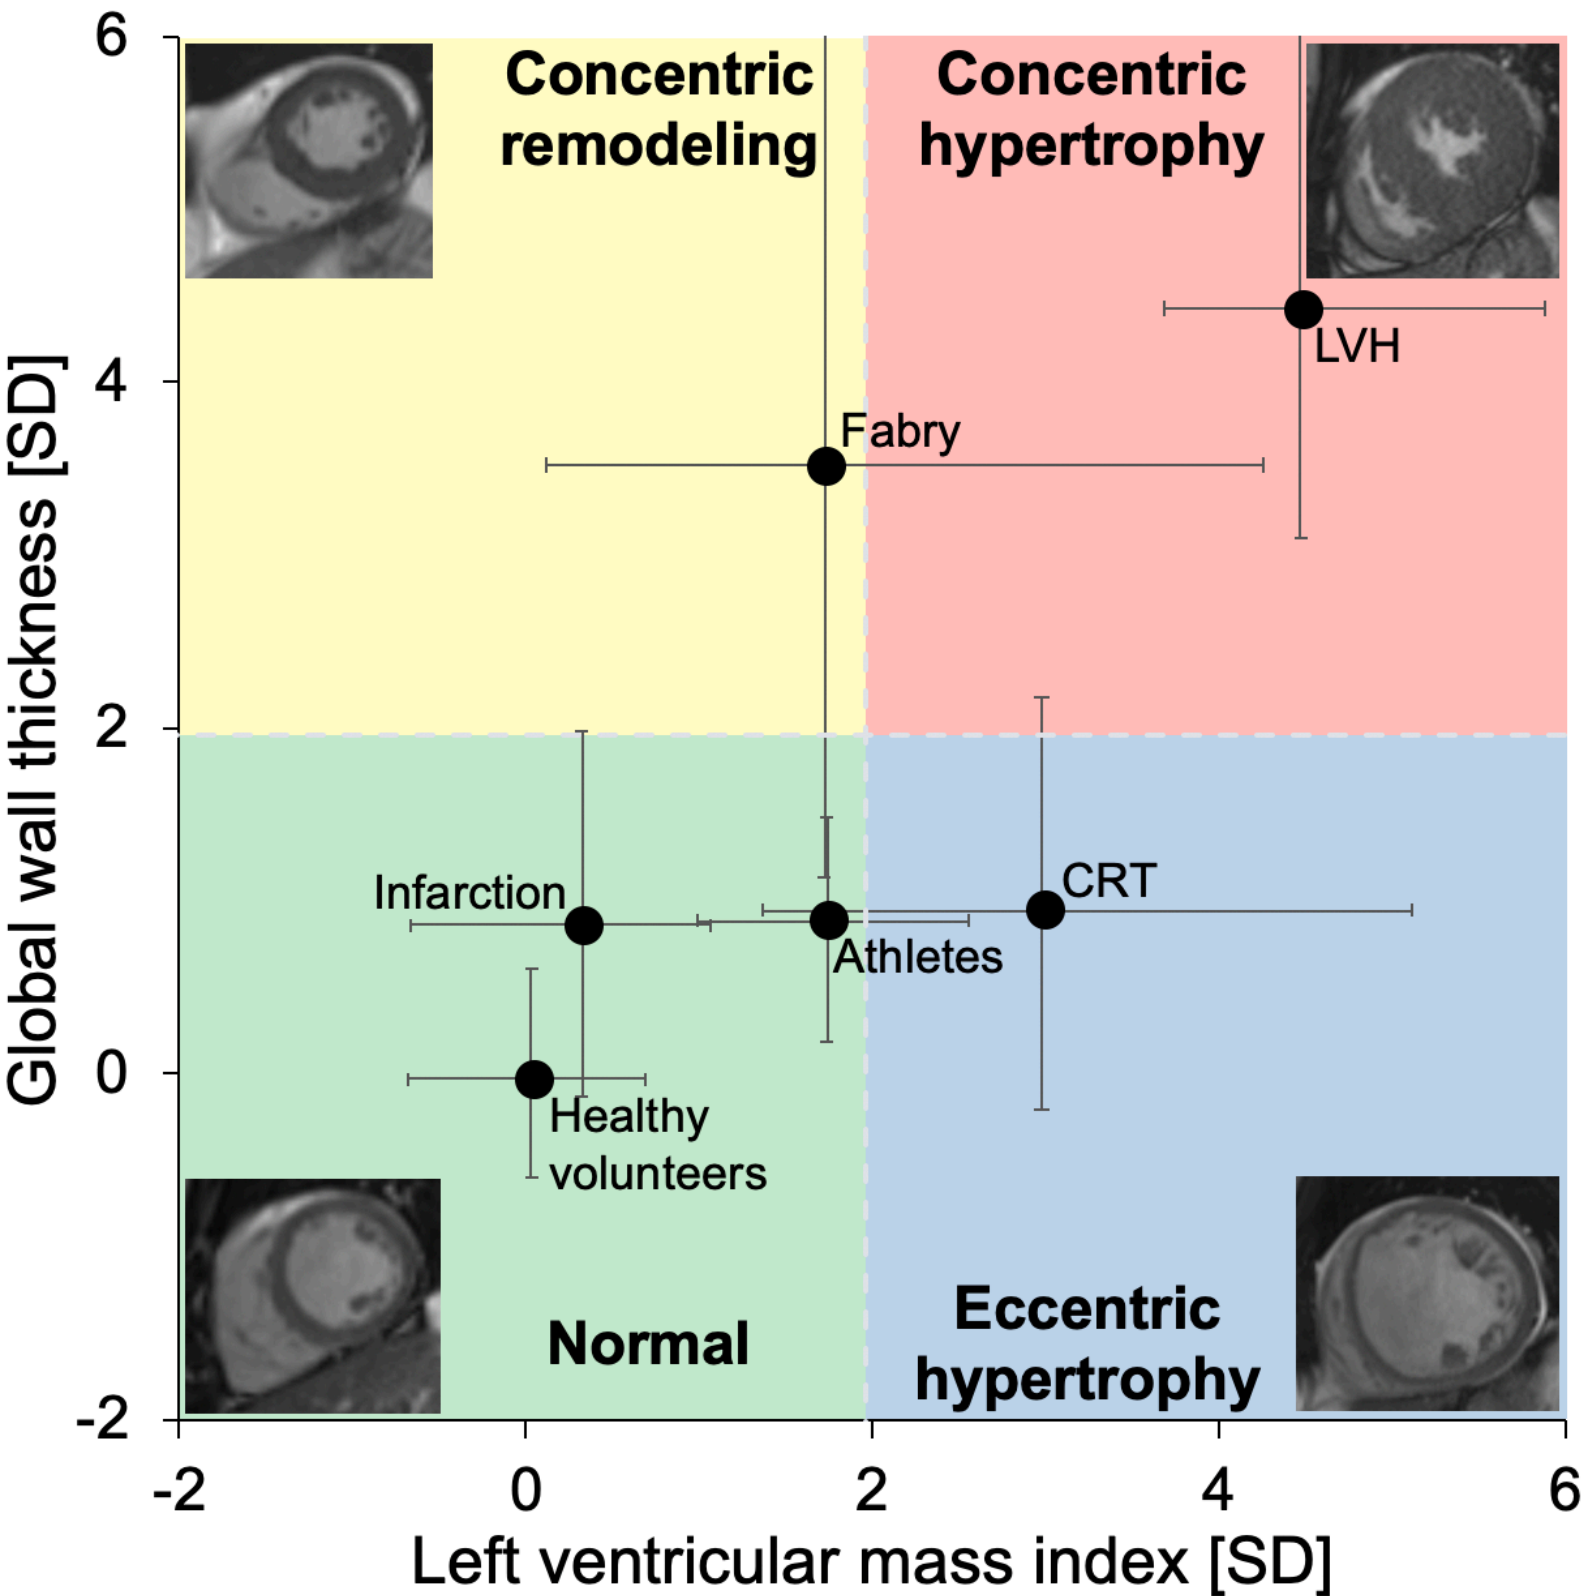 6
Concentric
remodeling
Concentric
hypertrophy
LVH
4
Fabry
Global wall thickness [SD]
2
Infarction
CRT
Athletes
0
Healthy
volunteers
Normal
Eccentric
hypertrophy
-2
-2 0 2 4 6
Left ventricular mass index [SD]